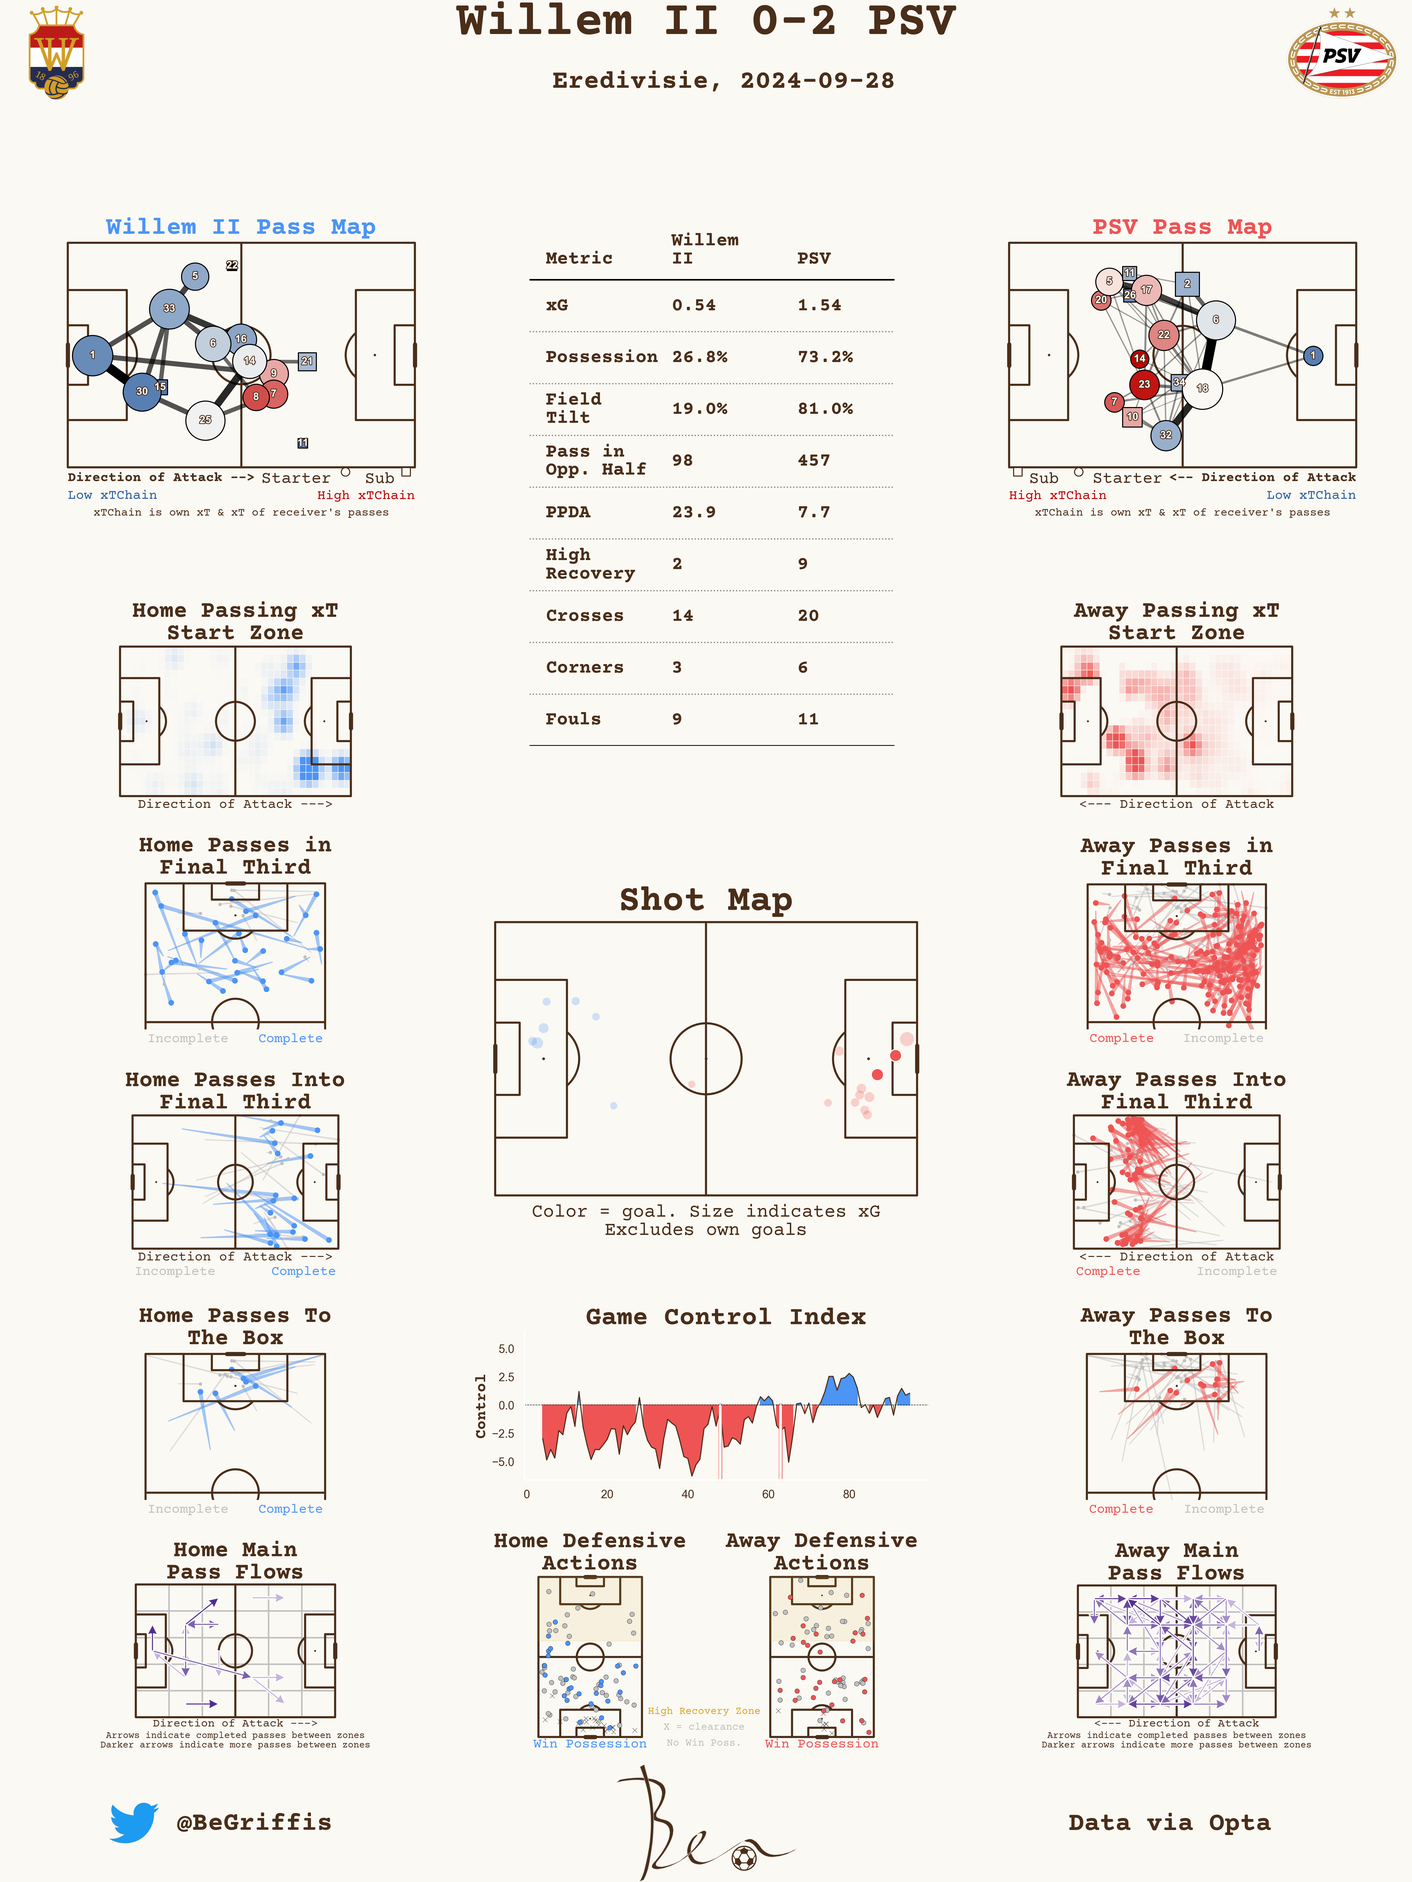 Willem II 0-2 PSV
Eredivisie, 2024-09-28
18 96
PSV
EST 1913
Willem II Pass Map
22
5
33
6
16
1
14
21
9
30
15
8
7
25
11
Direction of Attack --> Starter Sub
Low xTChain High xTChain
xTChain is own xT & xT of receiver's passes
Metric Willem II PSV
xG 0.54 1.54
Possession 26.8% 73.2%
Field Tilt 19.0% 81.0%
Pass in Opp. Half 98 457
PPDA 23.9 7.7
High Recovery 2 9
Crosses 14 20
Corners 3 6
Fouls 9 11
PSV Pass Map
11
5
17
2
26
20
6
22
14
1
23
34
18
7
10
32
Sub Starter <-- Direction of Attack
High xTChain Low xTChain
xTChain is own xT & xT of receiver's passes
Home Passing xT
Start Zone
Direction of Attack --->
Away Passing xT
Start Zone
<--- Direction of Attack
Home Passes in
Final Third
Incomplete Complete
Away Passes in
Final Third
Complete Incomplete
Shot Map
Color = goal. Size indicates xG
Excludes own goals
Home Passes Into
Final Third
Direction of Attack --->
Incomplete Complete
Away Passes Into
Final Third
<--- Direction of Attack
Complete Incomplete
Home Passes To
The Box
Incomplete Complete
Game Control Index
Control
5.0
2.5
0.0
−2.5
−5.0
0 20 40 60 80
Away Passes To
The Box
Complete Incomplete
Home Main
Pass Flows
Direction of Attack --->
Arrows indicate completed passes between zones
Darker arrows indicate more passes between zones
Home Defensive
Actions
Win Possession
High Recovery Zone
X = clearance
No Win Poss.
Away Defensive
Actions
Win Possession
Away Main
Pass Flows
<--- Direction of Attack
Arrows indicate completed passes between zones
Darker arrows indicate more passes between zones
@BeGriffis
Ben
Data via Opta